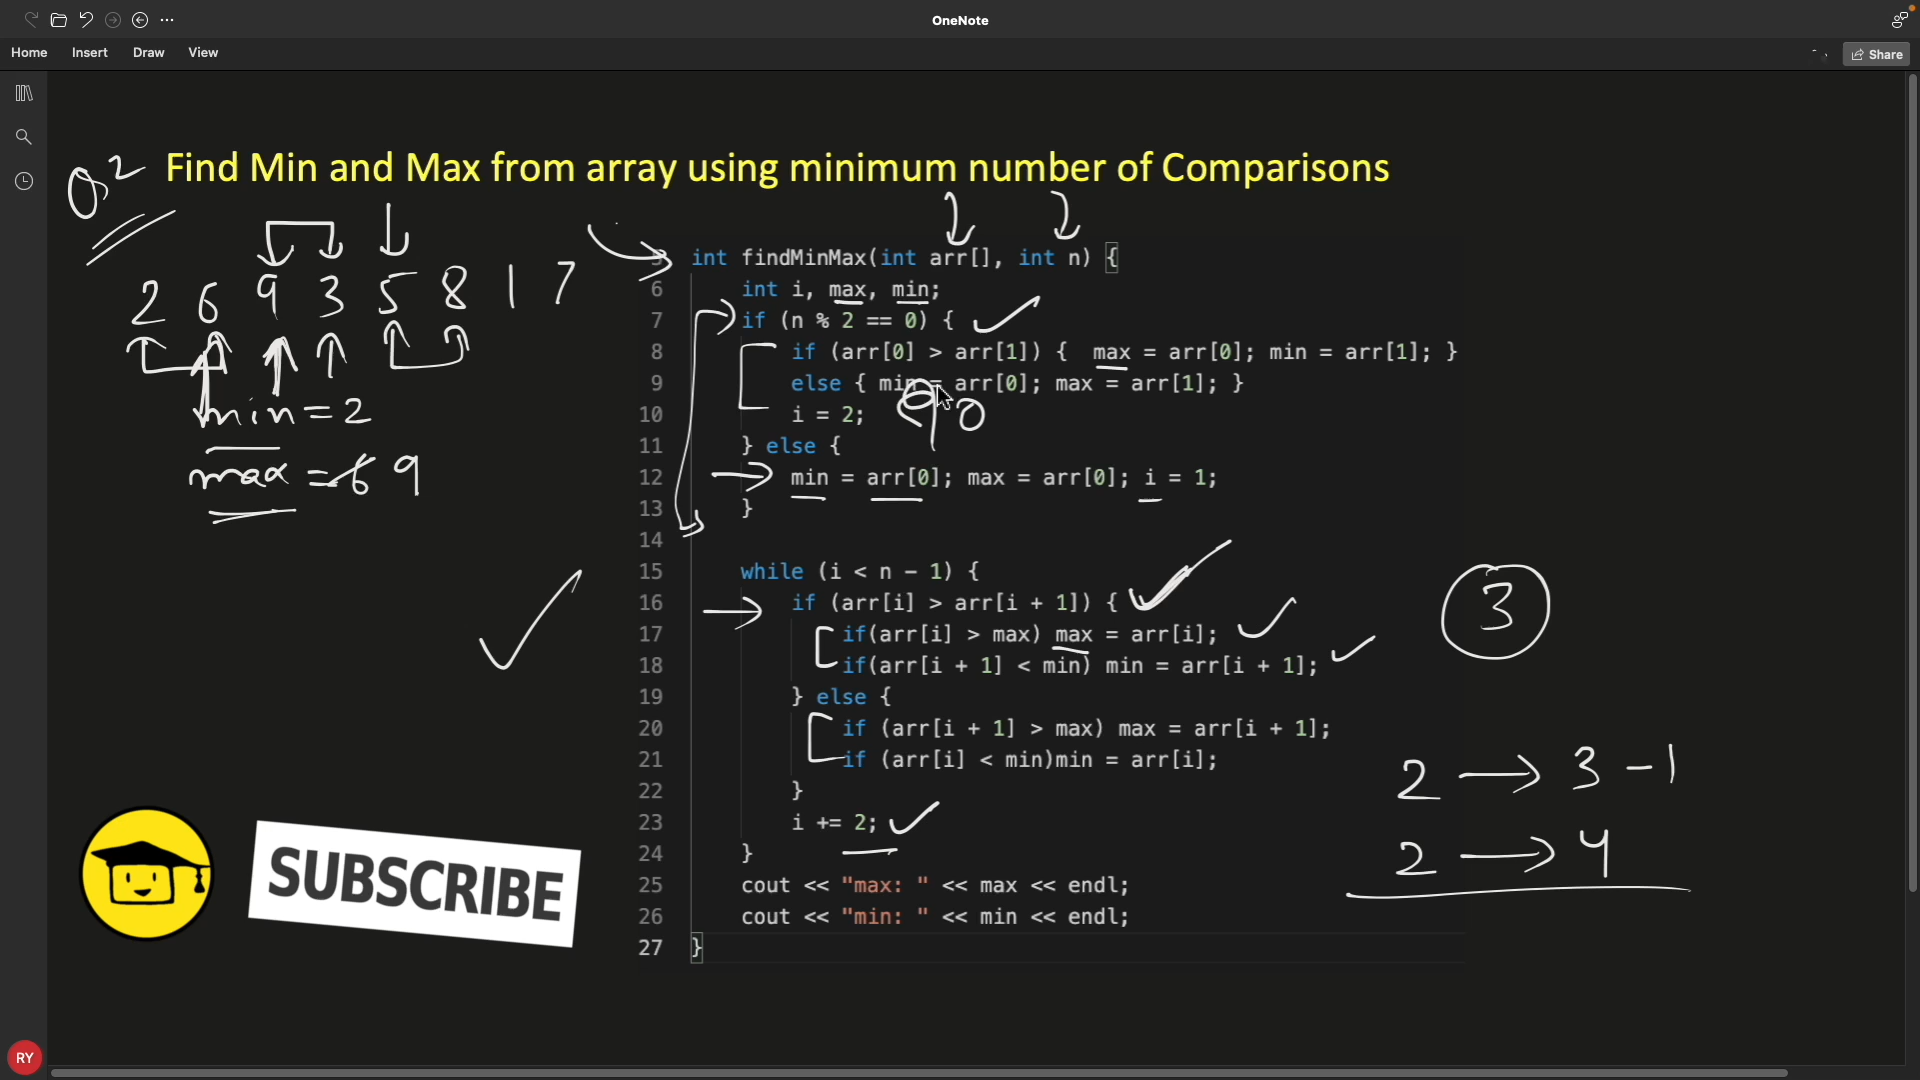 OneNote
Home Insert Draw View
Share
Q2 Find Min and Max from array using minimum number of Comparisons
2 6 9 3 5 8 1 7
min = 2
max = 6 9
5 int findMinMax(int arr[], int n) {
6 int i, max, min;
7 if (n % 2 == 0) {
8 if (arr[0] > arr[1]) { max = arr[0]; min = arr[1]; }
9 else { min = arr[0]; max = arr[1]; }
10 i = 2;
11 } else {
12 min = arr[0]; max = arr[0]; i = 1;
13 }
14
15 while (i < n - 1) {
16 if (arr[i] > arr[i + 1]) {
17 if(arr[i] > max) max = arr[i];
18 if(arr[i + 1] < min) min = arr[i + 1];
19 } else {
20 if (arr[i + 1] > max) max = arr[i + 1];
21 if (arr[i] < min)min = arr[i];
22 }
23 i += 2;
24 }
25 cout << "max: " << max << endl;
26 cout << "min: " << min << endl;
27 }
3
2 → 3 - 1
2 → 4
SUBSCRIBE
RY